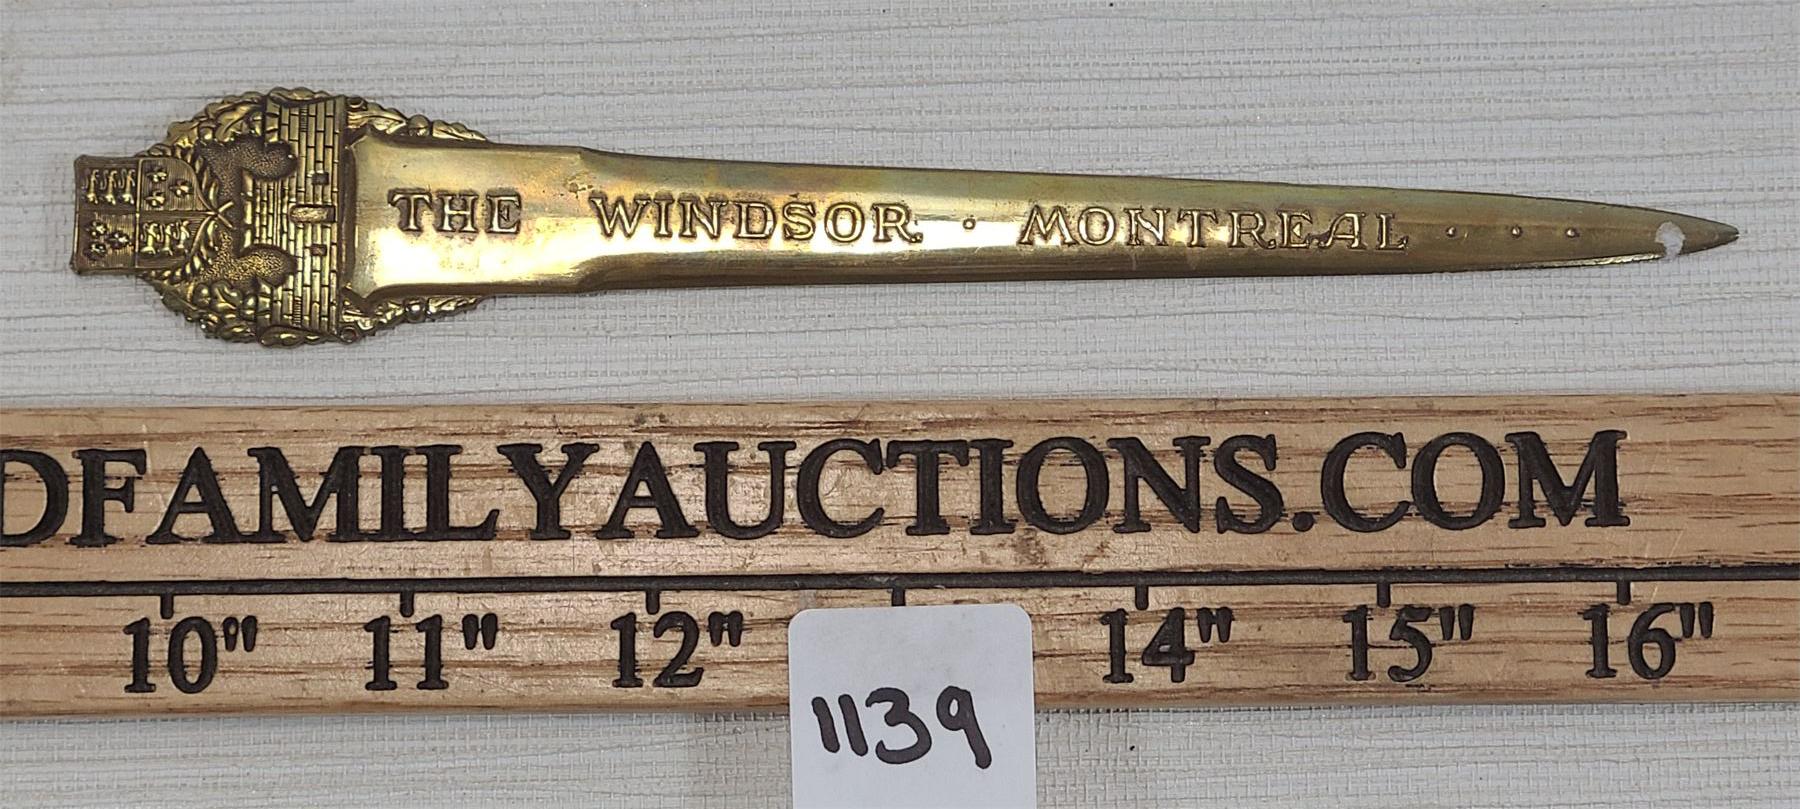 THE WINDSOR · MONTREAL · · ·
DFAMILYAUCTIONS.COM
10" 11" 12" 14" 15" 16"
1139